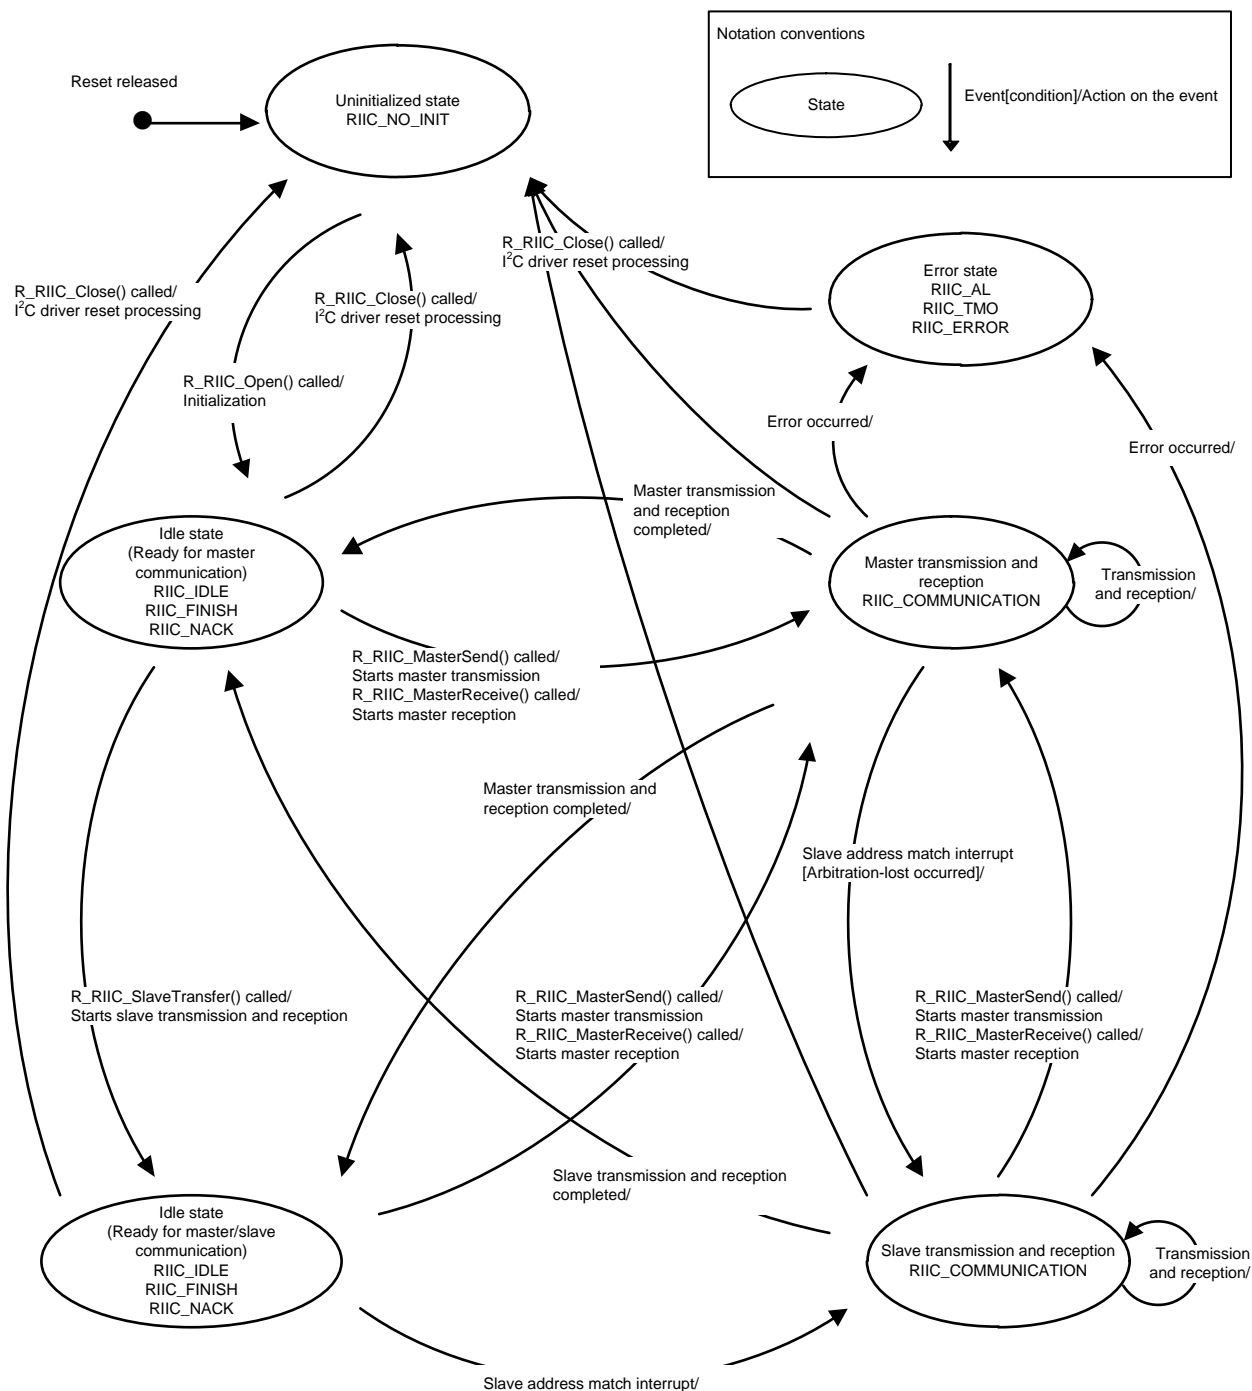 Notation conventions
State
Event[condition]/Action on the event
Reset released
Uninitialized state
RIIC_NO_INIT
R_RIIC_Close() called/
I²C driver reset processing
R_RIIC_Close() called/
I²C driver reset processing
R_RIIC_Close() called/
I²C driver reset processing
Error state
RIIC_AL
RIIC_TMO
RIIC_ERROR
R_RIIC_Open() called/
Initialization
Error occurred/
Error occurred/
Master transmission
and reception
completed/
Idle state
(Ready for master
communication)
RIIC_IDLE
RIIC_FINISH
RIIC_NACK
Master transmission and
reception
RIIC_COMMUNICATION
Transmission
and reception/
R_RIIC_MasterSend() called/
Starts master transmission
R_RIIC_MasterReceive() called/
Starts master reception
Master transmission and
reception completed/
Slave address match interrupt
[Arbitration-lost occurred]/
R_RIIC_SlaveTransfer() called/
Starts slave transmission and reception
R_RIIC_MasterSend() called/
Starts master transmission
R_RIIC_MasterReceive() called/
Starts master reception
R_RIIC_MasterSend() called/
Starts master transmission
R_RIIC_MasterReceive() called/
Starts master reception
Slave transmission and reception
completed/
Idle state
(Ready for master/slave
communication)
RIIC_IDLE
RIIC_FINISH
RIIC_NACK
Slave transmission and reception
RIIC_COMMUNICATION
Transmission
and reception/
Slave address match interrupt/